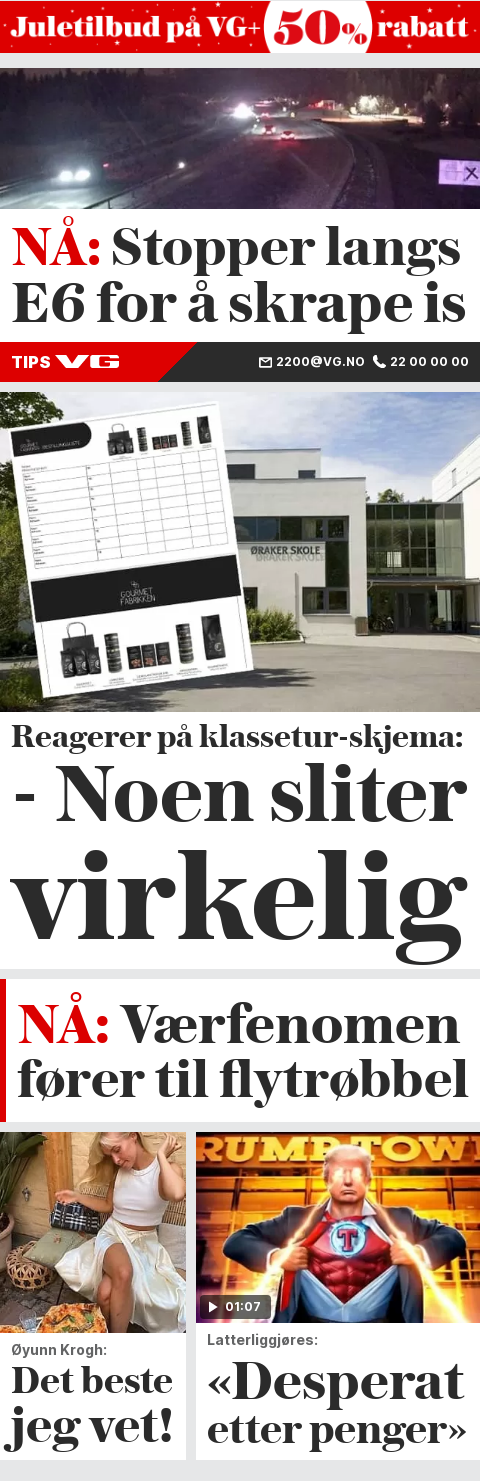 Juletilbud på VG+ 50% rabatt
NÅ: Stopper langs
E6 for å skrape is
TIPS VG 2200@VG.NO 22 00 00 00
BESTILLINGSLISTE
ØRAKER SKOLE
GOURMET
FABRIKKEN
Reagerer på klassetur-skjema:
- Noen sliter
virkelig
NÅ: Værfenomen
fører til flytrøbbel
RUMPTOWN
T
01:07
Øyunn Krogh:
Det beste
jeg vet!
Latterliggjøres:
«Desperat
etter penger»